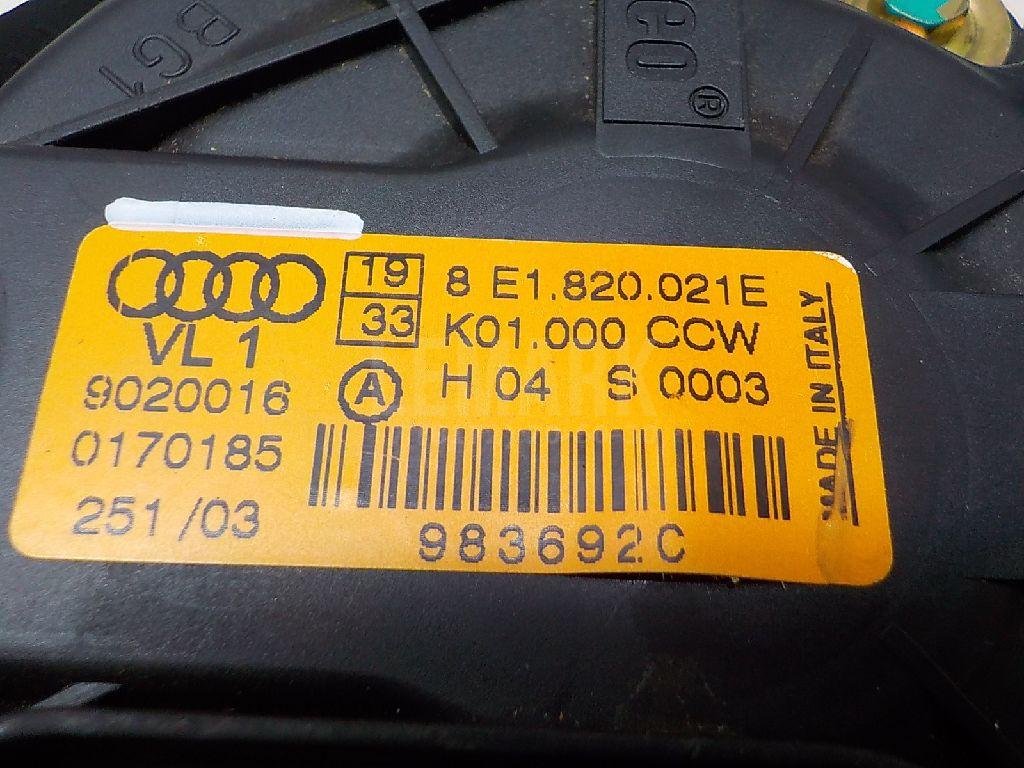 BG1
eco ®
19 8 E1.820.021E
33 K01.000 CCW
VL 1
9020016 A H 04 S 0003
0170185
251/03
983692C
MADE IN ITALY